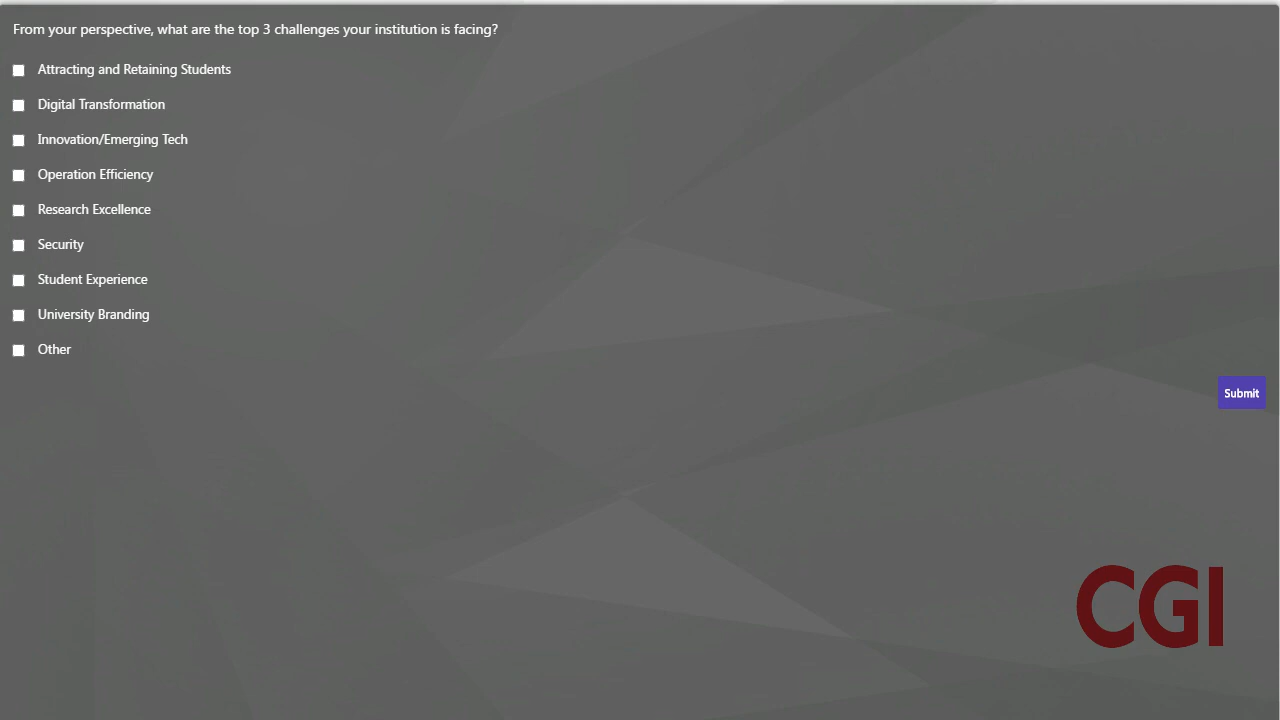 From your perspective, what are the top 3 challenges your institution is facing?
Attracting and Retaining Students
Digital Transformation
Innovation/Emerging Tech
Operation Efficiency
Research Excellence
Security
Student Experience
University Branding
Other
Submit
CGI